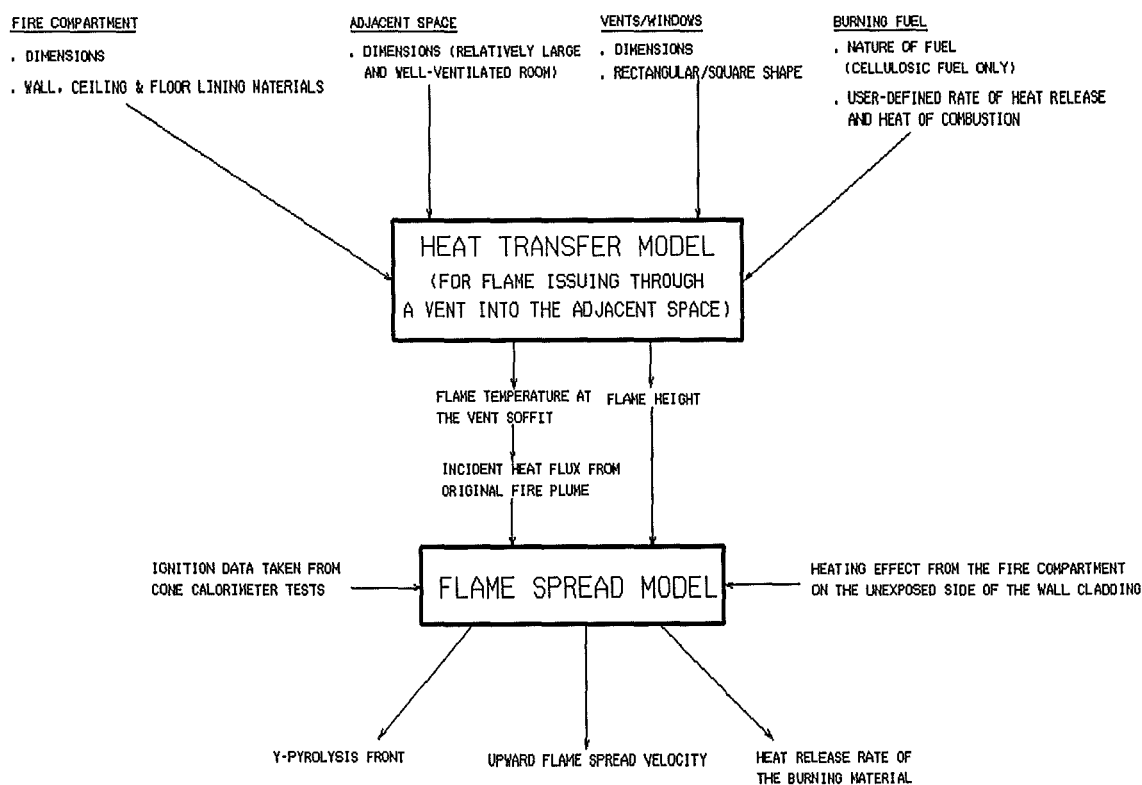 FIRE COMPARTMENT
. DIMENSIONS
. WALL, CEILING & FLOOR LINING MATERIALS
ADJACENT SPACE
. DIMENSIONS (RELATIVELY LARGE
AND WELL-VENTILATED ROOM)
VENTS/WINDOWS
. DIMENSIONS
. RECTANGULAR/SQUARE SHAPE
BURNING FUEL
. NATURE OF FUEL
(CELLULOSIC FUEL ONLY)
. USER-DEFINED RATE OF HEAT RELEASE
AND HEAT OF COMBUSTION
HEAT TRANSFER MODEL
(FOR FLAME ISSUING THROUGH
A VENT INTO THE ADJACENT SPACE)
FLAME TEMPERATURE AT
THE VENT SOFFIT
FLAME HEIGHT
INCIDENT HEAT FLUX FROM
ORIGINAL FIRE PLUME
IGNITION DATA TAKEN FROM
CONE CALORIMETER TESTS
FLAME SPREAD MODEL
HEATING EFFECT FROM THE FIRE COMPARTMENT
ON THE UNEXPOSED SIDE OF THE WALL CLADDING
Y-PYROLYSIS FRONT
UPWARD FLAME SPREAD VELOCITY
HEAT RELEASE RATE OF
THE BURNING MATERIAL